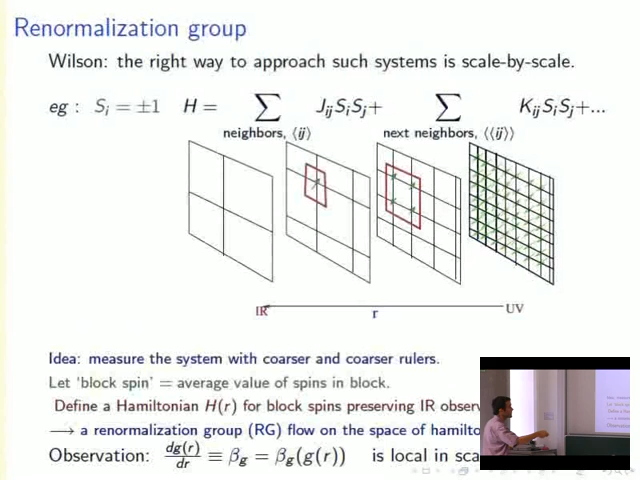 Renormalization group
Wilson: the right way to approach such systems is scale-by-scale.
eg : S_i = ±1 H = ∑ J_ij S_i S_j + ∑ K_ij S_i S_j + ...
neighbors, ⟨ij⟩ next neighbors, ⟨⟨ij⟩⟩
IR r UV
Idea: measure the system with coarser and coarser rulers.
Let 'block spin' = average value of spins in block.
Define a Hamiltonian H(r) for block spins preserving IR obser
⟶ a renormalization group (RG) flow on the space of hamilto
Observation: dg(r)/dr ≡ β_g = β_g(g(r)) is local in sca